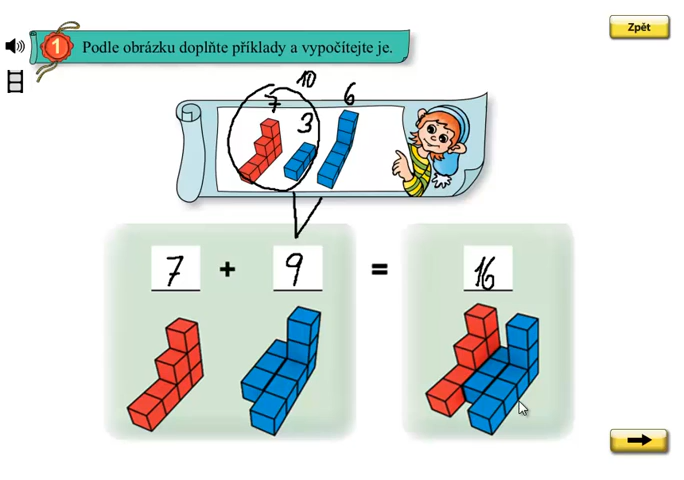 Zpět
1 Podle obrázku doplňte příklady a vypočítejte je.
10
7 3 6
7 + 9 = 16